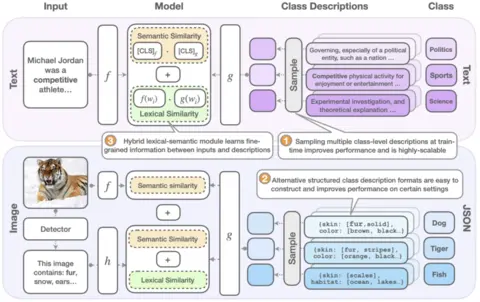 Input
Model
Class Descriptions
Class
Text
Michael Jordan
was a
competitive
athlete...
f
Semantic Similarity
[CLS]f · [CLS]g
+
f(wi) · g(wi)
Lexical Similarity
g
Sample
Governing, especially of a political
entity, such as a nation ...
Competitive physical activity for
enjoyment or entertainment ...
Experimental investigation, and
theoretical explanation ...
Politics
Sports
Science
Text
3 Hybrid lexical-semantic module learns fine-
grained information between inputs and descriptions
1 Sampling multiple class-level descriptions at train-
time improves performance and is highly-scalable
Image
Detector
This image
contains: fur,
snow, ears...
f
Semantic similarity
+
h
Semantic Similarity
+
Lexical Similarity
g
Sample
2 Alternative structured class description formats are easy to
construct and improves performance on certain settings
{skin: [fur,solid],
color: [brown, black…}
{skin: [fur, stripes],
color: [orange, black…}
{skin: [scales],
habitat: [ocean, lakes…}
Dog
Tiger
Fish
JSON